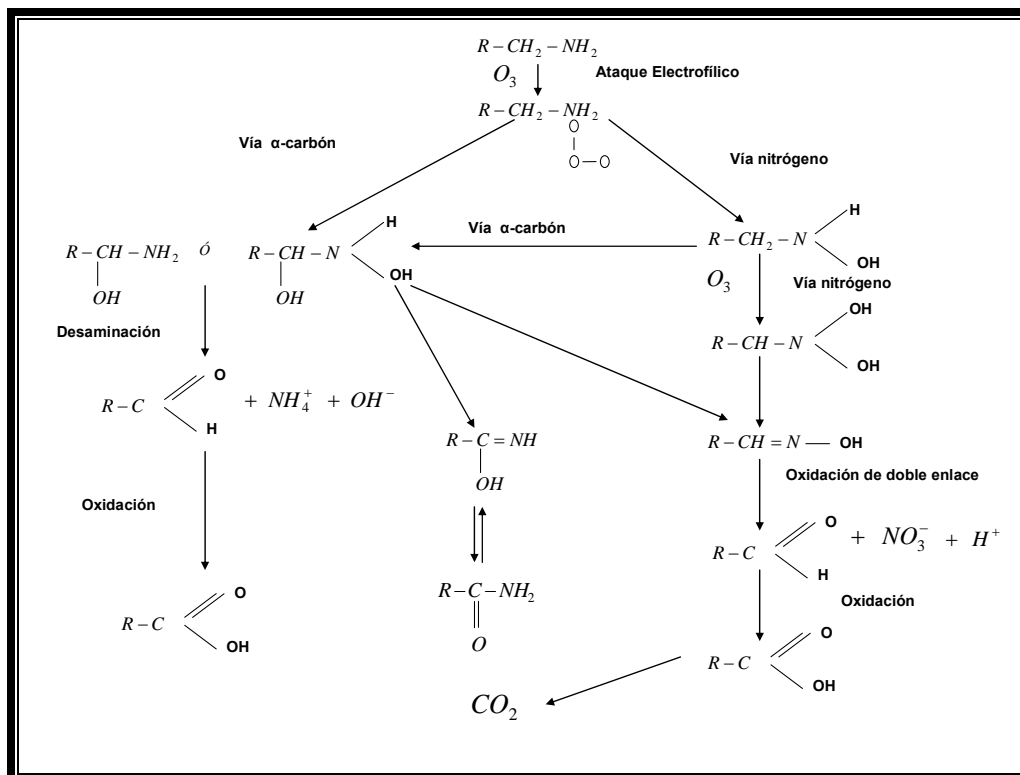 R – CH₂ – NH₂
O₃ Ataque Electrofílico
R – CH₂ – NH₂
O
O – O
Vía α-carbón
Vía nitrógeno
H
R – CH₂ – N
OH
Vía α-carbón
R – CH – NH₂ Ó
OH
H
R – CH – N
OH
OH
O₃
Vía nitrógeno
OH
R – CH – N
OH
Desaminación
O
R – C + NH₄⁺ + OH⁻
H
R – C = NH
OH
R – CH = N — OH
Oxidación de doble enlace
Oxidación
O
R – C + NO₃⁻ + H⁺
H
Oxidación
O
R – C
OH
R – C – NH₂
O
O
R – C
OH
CO₂